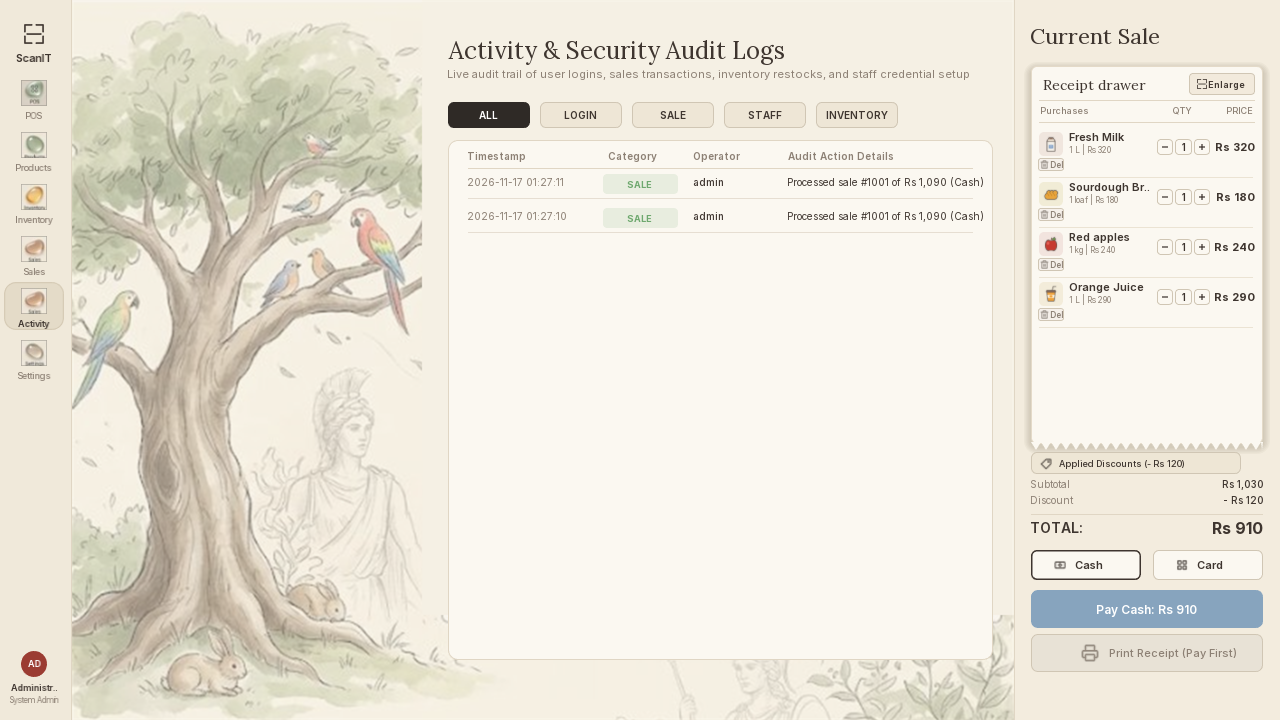 ScanIT
POS
POS
Products
Inventory
Sales
Sales
Sales
Activity
Settings
Settings
AD
Administr..
System Admin
Activity & Security Audit Logs
Live audit trail of user logins, sales transactions, inventory restocks, and staff credential setup
ALL LOGIN SALE STAFF INVENTORY
Timestamp Category Operator Audit Action Details
2026-11-17 01:27:11 SALE admin Processed sale #1001 of Rs 1,090 (Cash)
2026-11-17 01:27:10 SALE admin Processed sale #1001 of Rs 1,090 (Cash)
Current Sale
Receipt drawer Enlarge
Purchases QTY PRICE
Fresh Milk
1 L | Rs 320 − 1 + Rs 320
Del
Sourdough Br..
1 loaf | Rs 180 − 1 + Rs 180
Del
Red apples
1 kg | Rs 240 − 1 + Rs 240
Del
Orange Juice
1 L | Rs 290 − 1 + Rs 290
Del
Applied Discounts (- Rs 120)
Subtotal Rs 1,030
Discount - Rs 120
TOTAL: Rs 910
Cash Card
Pay Cash: Rs 910
Print Receipt (Pay First)